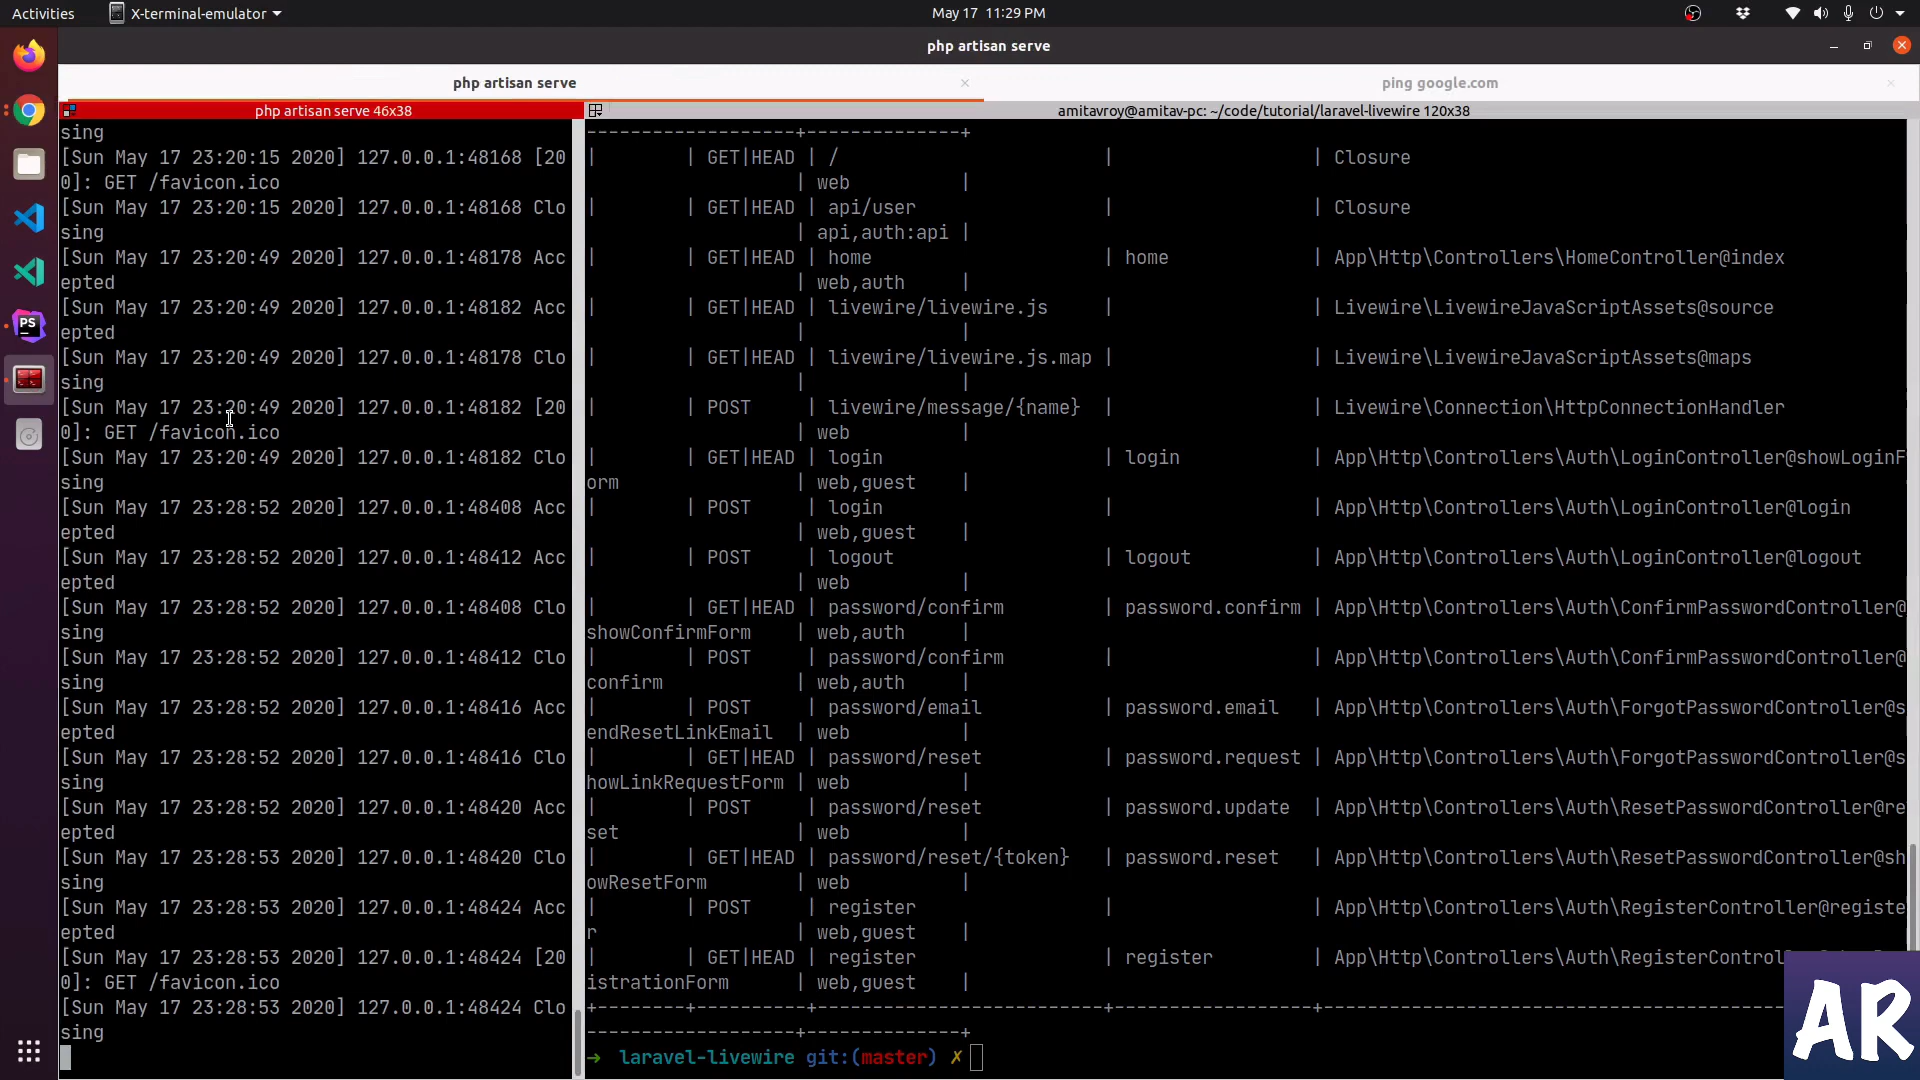 Activities
X-terminal-emulator
May 17 11:29 PM
php artisan serve
php artisan serve
ping google.com
php artisan serve 46x38
amitavroy@amitav-pc: ~/code/tutorial/laravel-livewire 120x38
sing
[Sun May 17 23:20:15 2020] 127.0.0.1:48168 [20
0]: GET /favicon.ico
[Sun May 17 23:20:15 2020] 127.0.0.1:48168 Clo
sing
[Sun May 17 23:20:49 2020] 127.0.0.1:48178 Acc
epted
[Sun May 17 23:20:49 2020] 127.0.0.1:48182 Acc
epted
[Sun May 17 23:20:49 2020] 127.0.0.1:48178 Clo
sing
[Sun May 17 23:20:49 2020] 127.0.0.1:48182 [20
0]: GET /favicon.ico
[Sun May 17 23:20:49 2020] 127.0.0.1:48182 Clo
sing
[Sun May 17 23:28:52 2020] 127.0.0.1:48408 Acc
epted
[Sun May 17 23:28:52 2020] 127.0.0.1:48412 Acc
epted
[Sun May 17 23:28:52 2020] 127.0.0.1:48408 Clo
sing
[Sun May 17 23:28:52 2020] 127.0.0.1:48412 Clo
sing
[Sun May 17 23:28:52 2020] 127.0.0.1:48416 Acc
epted
[Sun May 17 23:28:52 2020] 127.0.0.1:48416 Clo
sing
[Sun May 17 23:28:52 2020] 127.0.0.1:48420 Acc
epted
[Sun May 17 23:28:53 2020] 127.0.0.1:48420 Clo
sing
[Sun May 17 23:28:53 2020] 127.0.0.1:48424 Acc
epted
[Sun May 17 23:28:53 2020] 127.0.0.1:48424 [20
0]: GET /favicon.ico
[Sun May 17 23:28:53 2020] 127.0.0.1:48424 Clo
sing
-------------------+--------------+
|        | GET|HEAD | /                        |                  | Closure
                   | web          |
|        | GET|HEAD | api/user                 |                  | Closure
                   | api,auth:api |
|        | GET|HEAD | home                     | home             | App\Http\Controllers\HomeController@index
                   | web,auth     |
|        | GET|HEAD | livewire/livewire.js     |                  | Livewire\LivewireJavaScriptAssets@source
                   |              |
|        | GET|HEAD | livewire/livewire.js.map |                  | Livewire\LivewireJavaScriptAssets@maps
                   |              |
|        | POST     | livewire/message/{name}  |                  | Livewire\Connection\HttpConnectionHandler
                   | web          |
|        | GET|HEAD | login                    | login            | App\Http\Controllers\Auth\LoginController@showLoginF
orm                | web,guest    |
|        | POST     | login                    |                  | App\Http\Controllers\Auth\LoginController@login
                   | web,guest    |
|        | POST     | logout                   | logout           | App\Http\Controllers\Auth\LoginController@logout
                   | web          |
|        | GET|HEAD | password/confirm         | password.confirm | App\Http\Controllers\Auth\ConfirmPasswordController@
showConfirmForm    | web,auth     |
|        | POST     | password/confirm         |                  | App\Http\Controllers\Auth\ConfirmPasswordController@
confirm            | web,auth     |
|        | POST     | password/email           | password.email   | App\Http\Controllers\Auth\ForgotPasswordController@s
endResetLinkEmail  | web          |
|        | GET|HEAD | password/reset           | password.request | App\Http\Controllers\Auth\ForgotPasswordController@s
howLinkRequestForm | web          |
|        | POST     | password/reset           | password.update  | App\Http\Controllers\Auth\ResetPasswordController@re
set                | web          |
|        | GET|HEAD | password/reset/{token}   | password.reset   | App\Http\Controllers\Auth\ResetPasswordController@sh
owResetForm        | web          |
|        | POST     | register                 |                  | App\Http\Controllers\Auth\RegisterController@registe
r                  | web,guest    |
|        | GET|HEAD | register                 | register         | App\Http\Controllers\Auth\RegisterControl
istrationForm      | web,guest    |
+--------+----------+--------------------------+------------------+-------------------------------------------
-------------------+--------------+
→ laravel-livewire git:(master) ✗
PS
AR